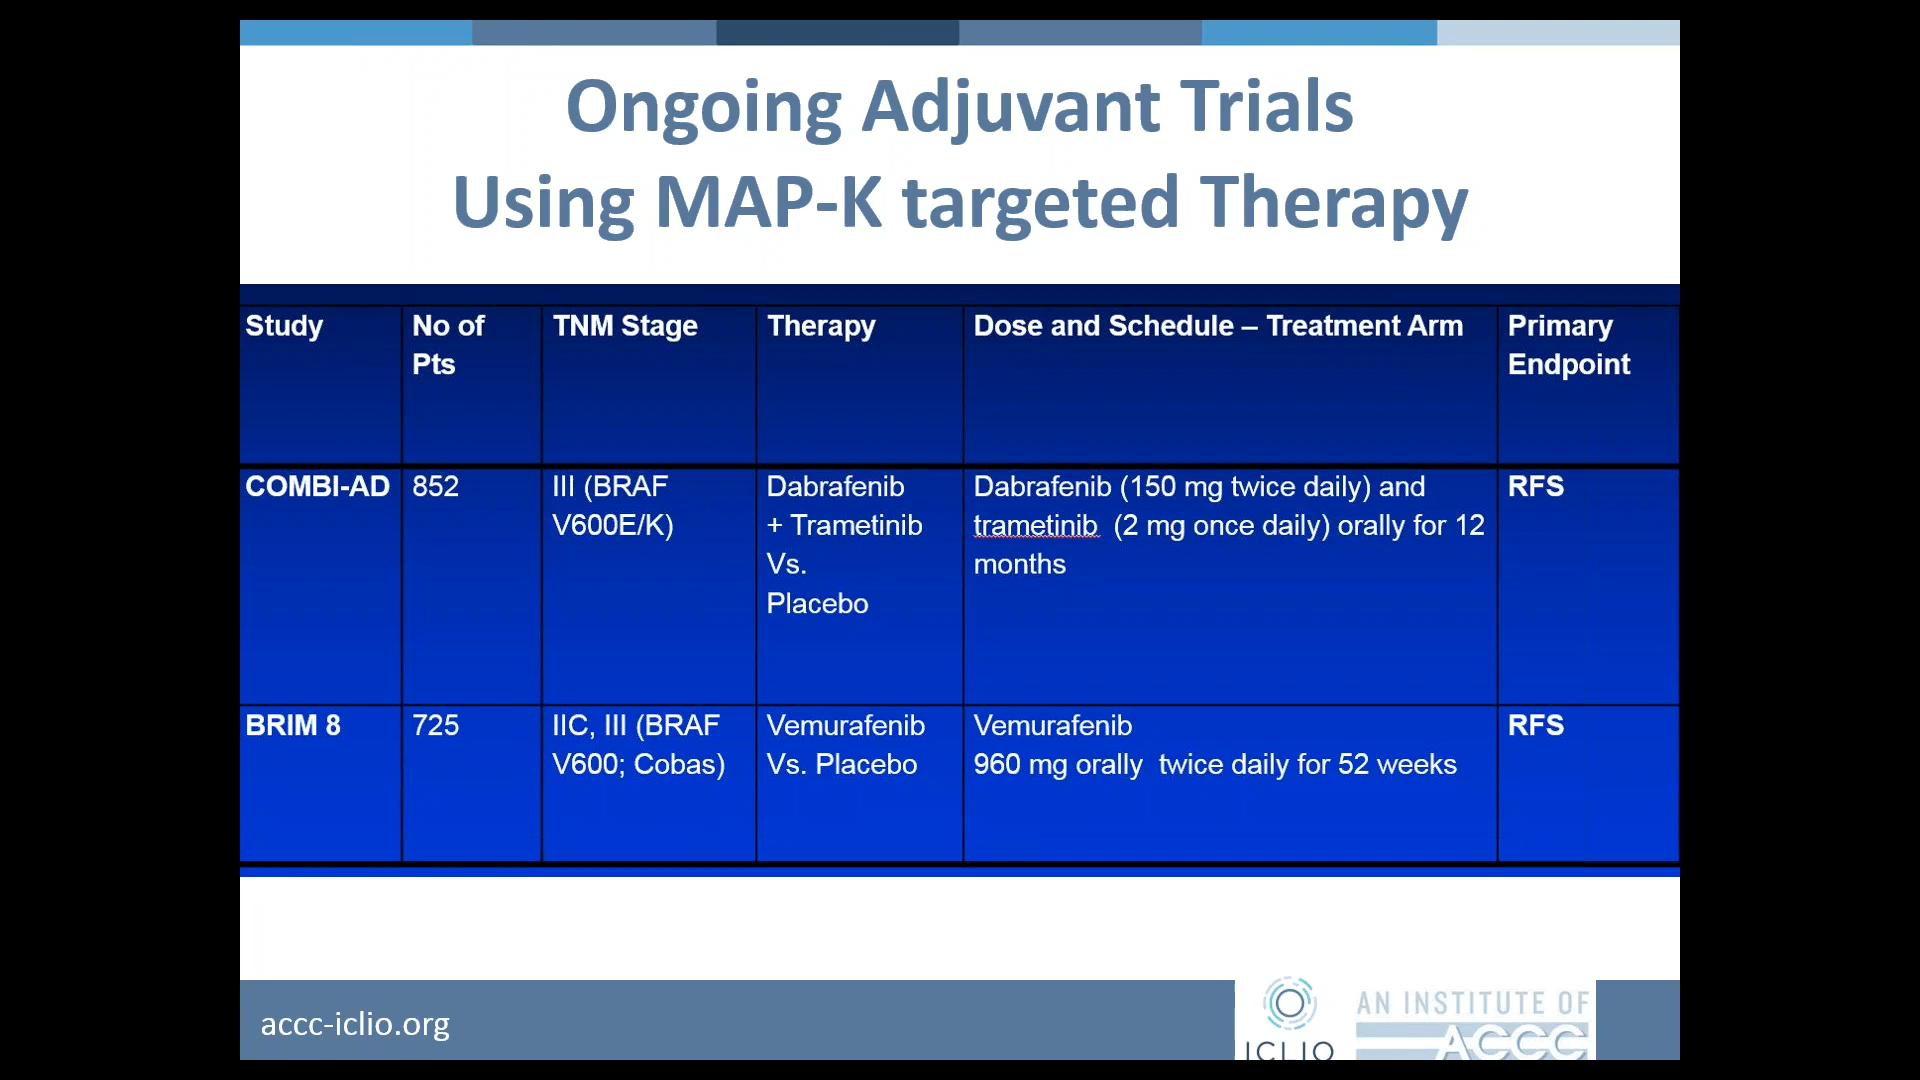 Ongoing Adjuvant Trials
Using MAP-K targeted Therapy
Study
No of
Pts
TNM Stage
Therapy
Dose and Schedule – Treatment Arm
Primary
Endpoint
COMBI-AD
852
III (BRAF
V600E/K)
Dabrafenib
+ Trametinib
Vs.
Placebo
Dabrafenib (150 mg twice daily) and
trametinib (2 mg once daily) orally for 12
months
RFS
BRIM 8
725
IIC, III (BRAF
V600; Cobas)
Vemurafenib
Vs. Placebo
Vemurafenib
960 mg orally twice daily for 52 weeks
RFS
accc-iclio.org
ICLIO
AN INSTITUTE OF
ACCC